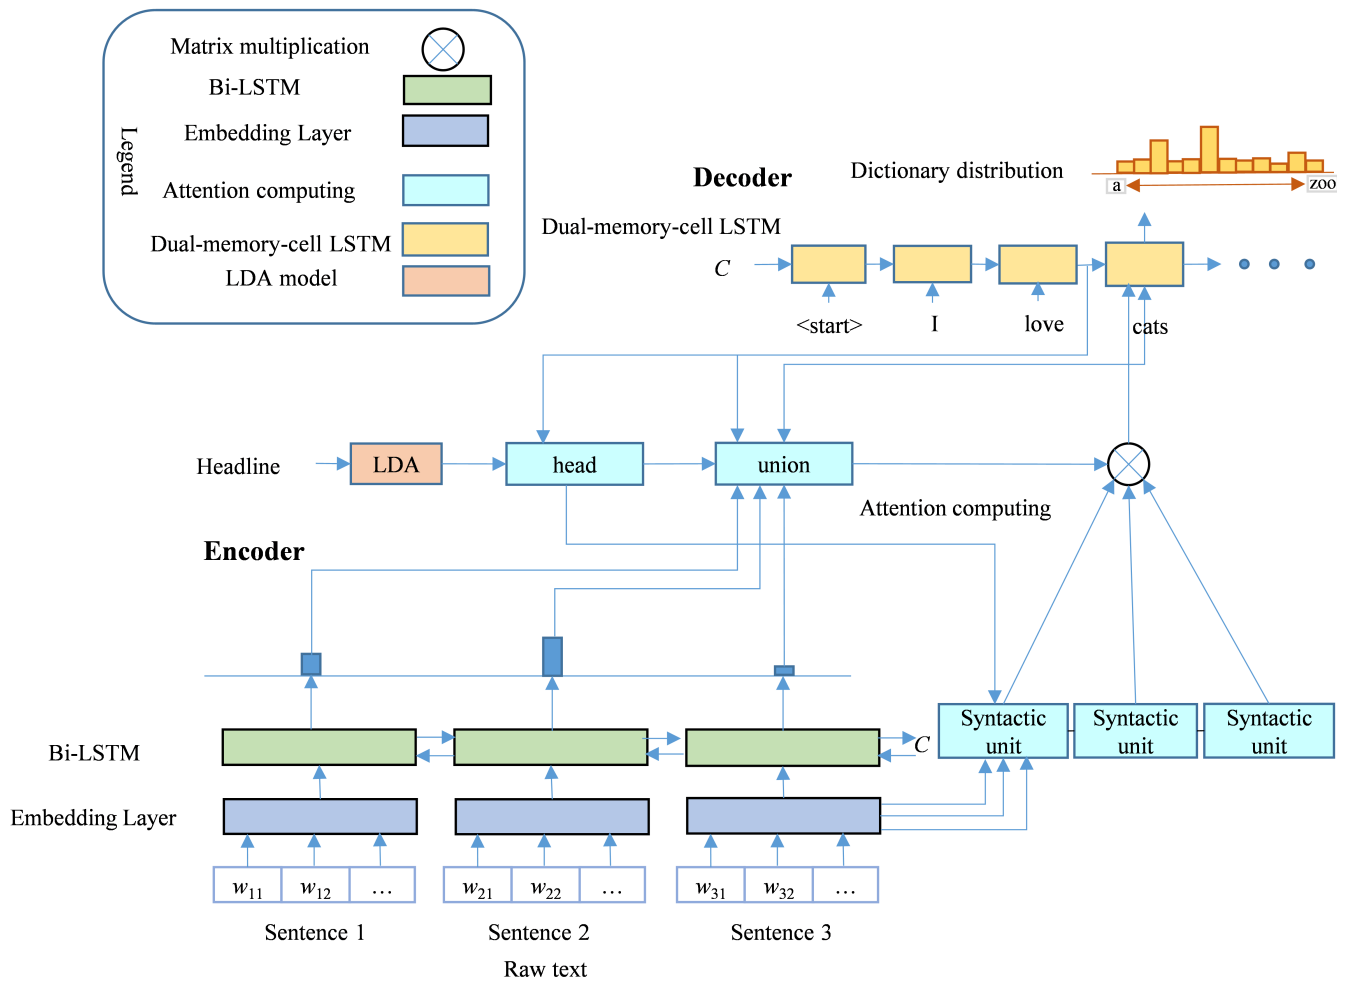 Legend
Matrix multiplication
Bi-LSTM
Embedding Layer
Attention computing
Dual-memory-cell LSTM
LDA model
Decoder
Dictionary distribution
a
zoo
Dual-memory-cell LSTM
C
<start>
I
love
cats
Headline
LDA
head
union
Attention computing
Encoder
Bi-LSTM
C
Syntactic
unit
Syntactic
unit
Syntactic
unit
Embedding Layer
w11
w12
…
w21
w22
…
w31
w32
…
Sentence 1
Sentence 2
Sentence 3
Raw text